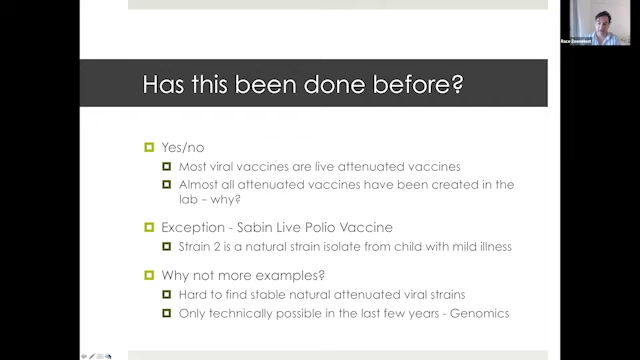 Has this been done before?
Yes/no
Most viral vaccines are live attenuated vaccines
Almost all attenuated vaccines have been created in the
lab – why?
Exception - Sabin Live Polio Vaccine
Strain 2 is a natural strain isolate from child with mild illness
Why not more examples?
Hard to find stable natural attenuated viral strains
Only technically possible in the last few years - Genomics